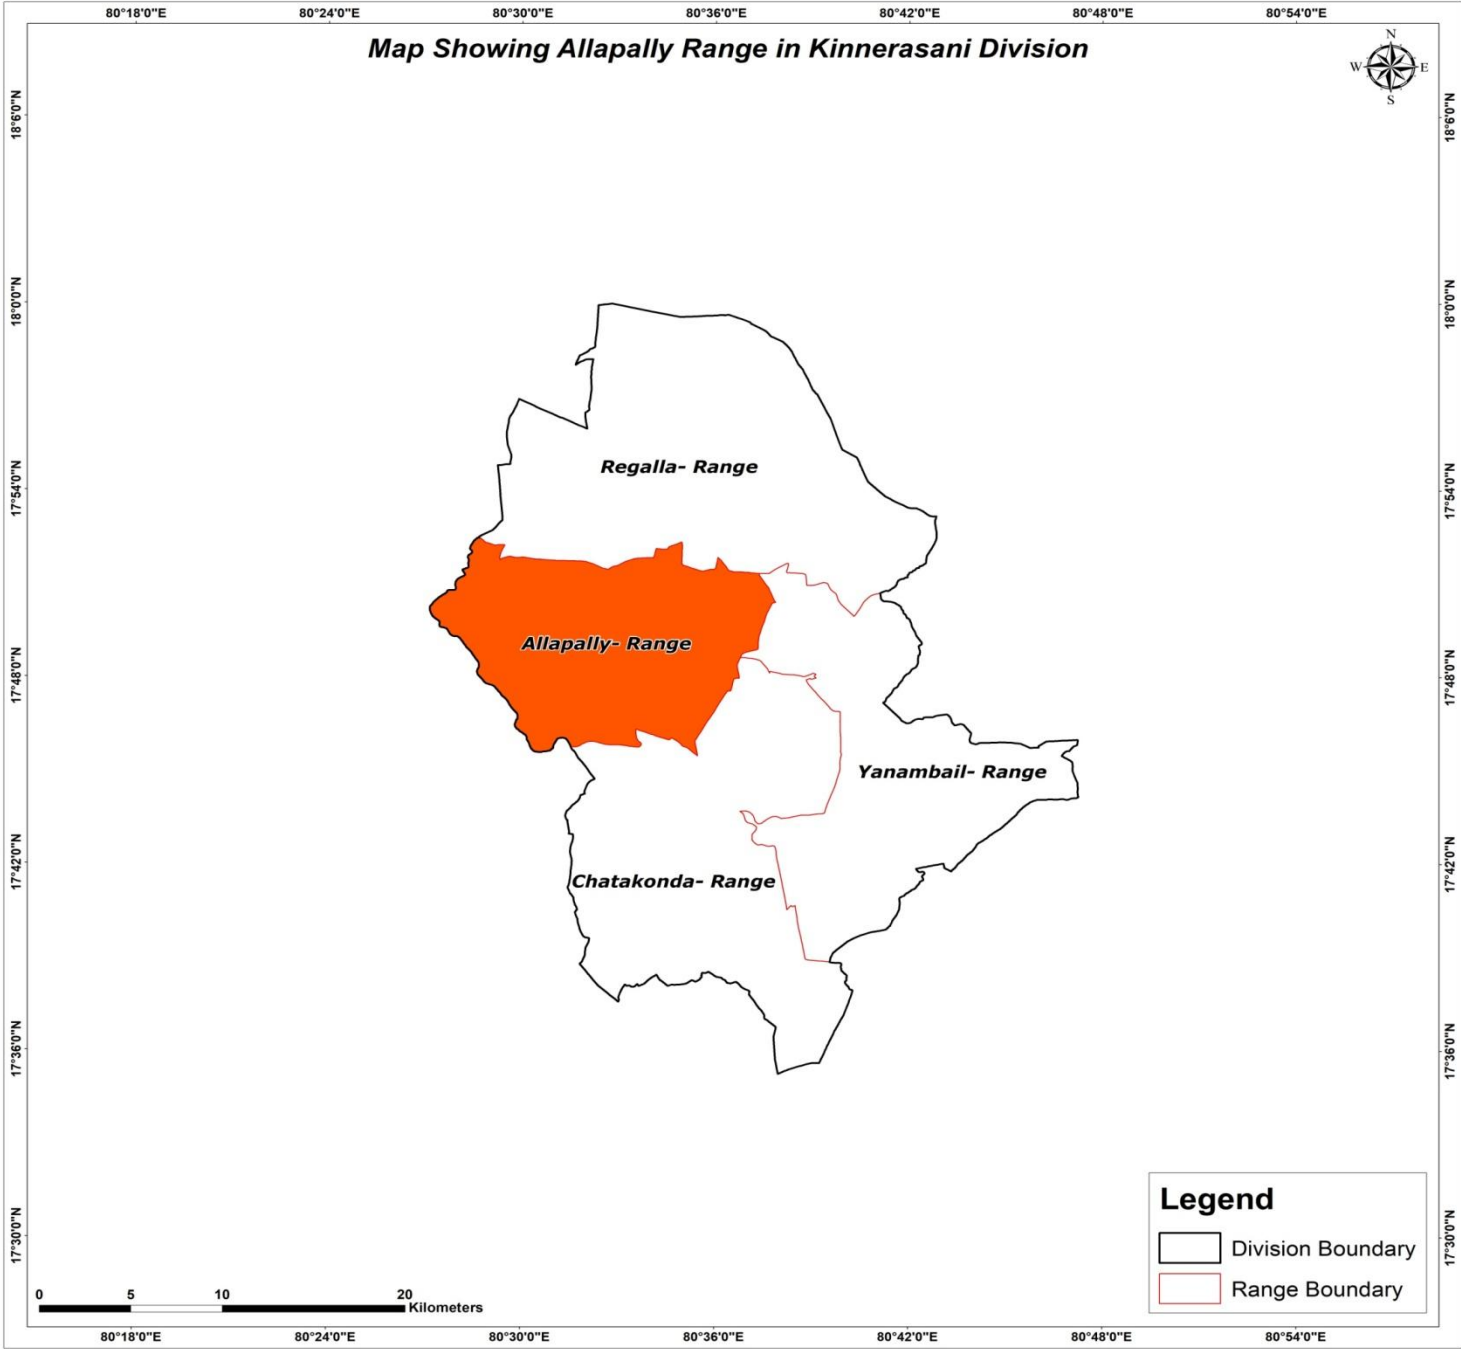 80°18'0"E 80°24'0"E 80°30'0"E 80°36'0"E 80°42'0"E 80°48'0"E 80°54'0"E
Map Showing Allapally Range in Kinnerasani Division
N
W E
S
18°6'0"N 18°6'0"N
18°0'0"N 18°0'0"N
Regalla- Range
17°54'0"N 17°54'0"N
Allapally- Range
17°48'0"N 17°48'0"N
Yanambail- Range
17°42'0"N 17°42'0"N
Chatakonda- Range
17°36'0"N 17°36'0"N
Legend
17°30'0"N 17°30'0"N
Division Boundary
Range Boundary
0 5 10 20
Kilometers
80°18'0"E 80°24'0"E 80°30'0"E 80°36'0"E 80°42'0"E 80°48'0"E 80°54'0"E